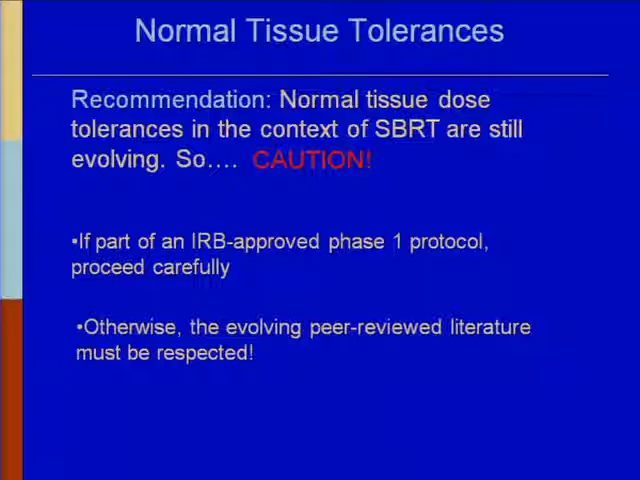 Normal Tissue Tolerances
Recommendation: Normal tissue dose
tolerances in the context of SBRT are still
evolving. So…. CAUTION!
•If part of an IRB-approved phase 1 protocol,
proceed carefully
•Otherwise, the evolving peer-reviewed literature
must be respected!